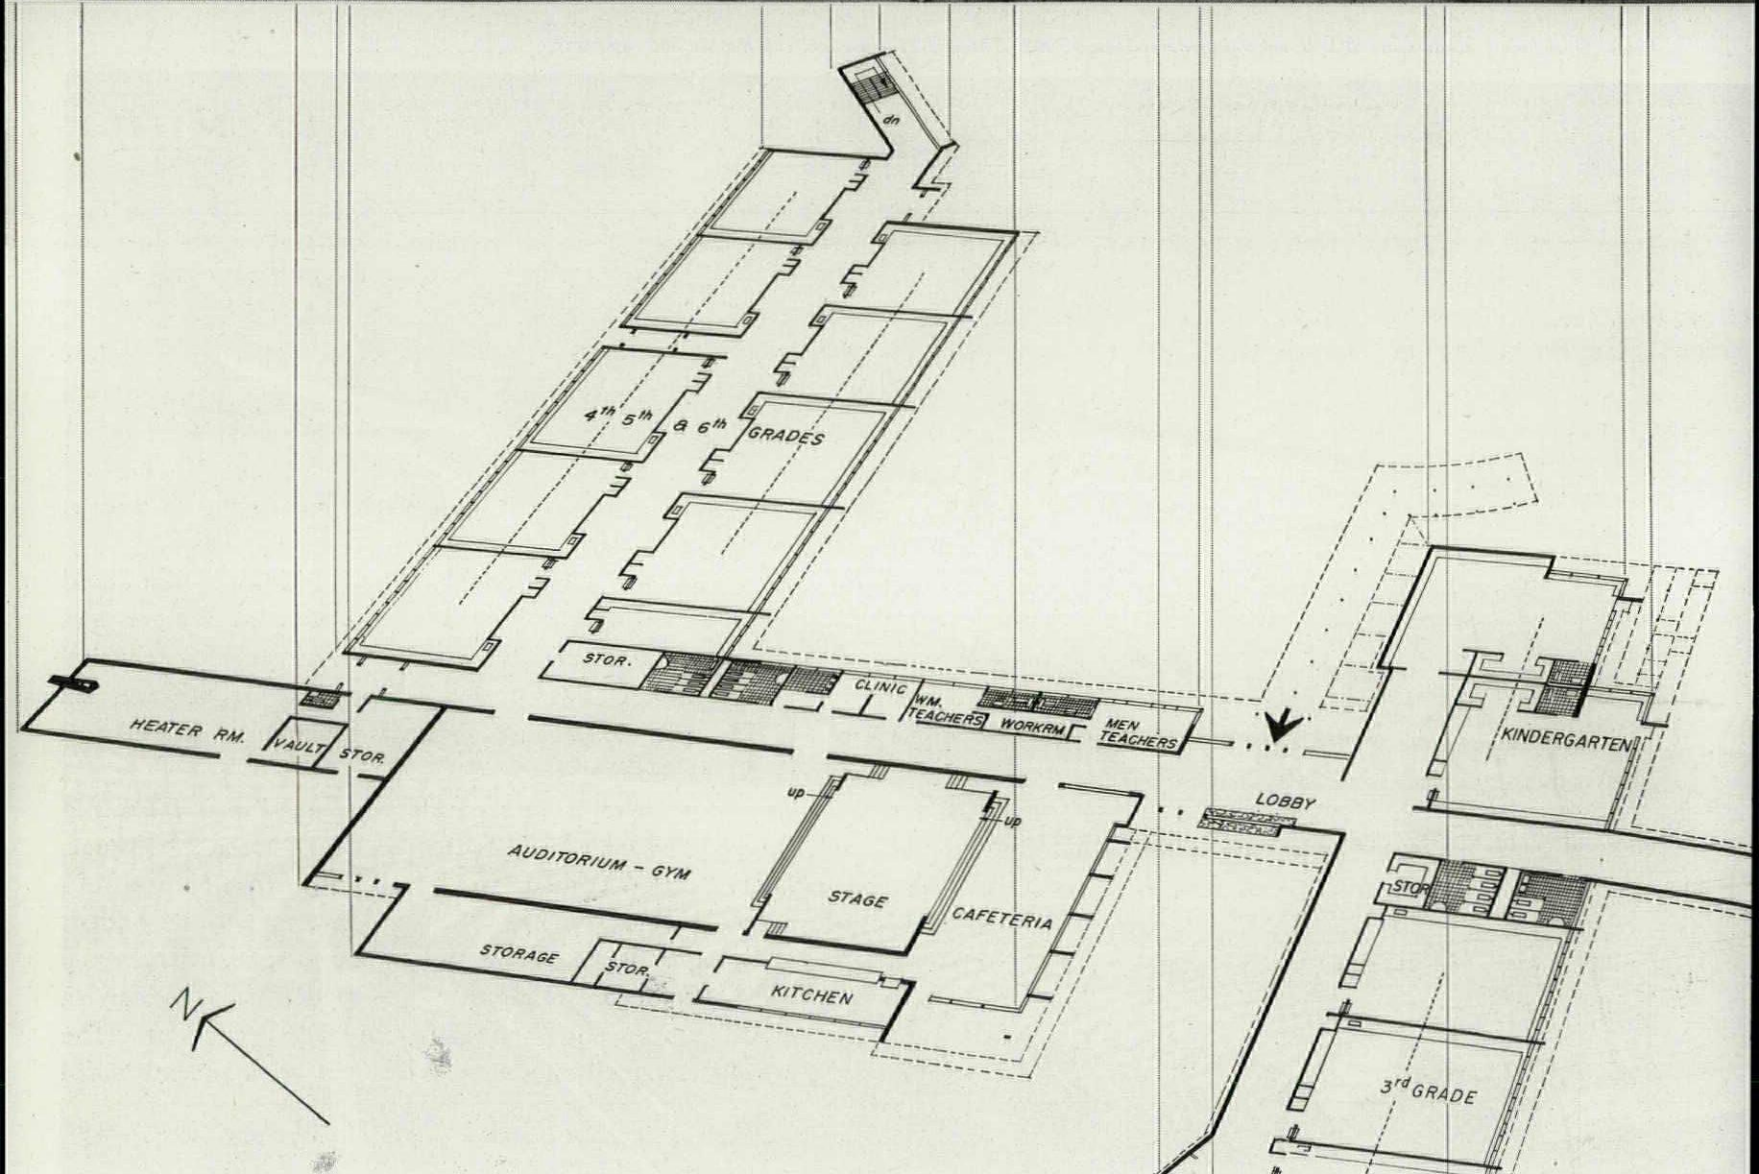 dn
4th 5th & 6th GRADES
STOR.
CLINIC
WM.
TEACHERS
WORKRM
MEN
TEACHERS
HEATER RM.
VAULT
STOR.
KINDERGARTEN
LOBBY
up
up
AUDITORIUM - GYM
STAGE
CAFETERIA
STOR
STORAGE
STOR.
KITCHEN
N
3rd GRADE